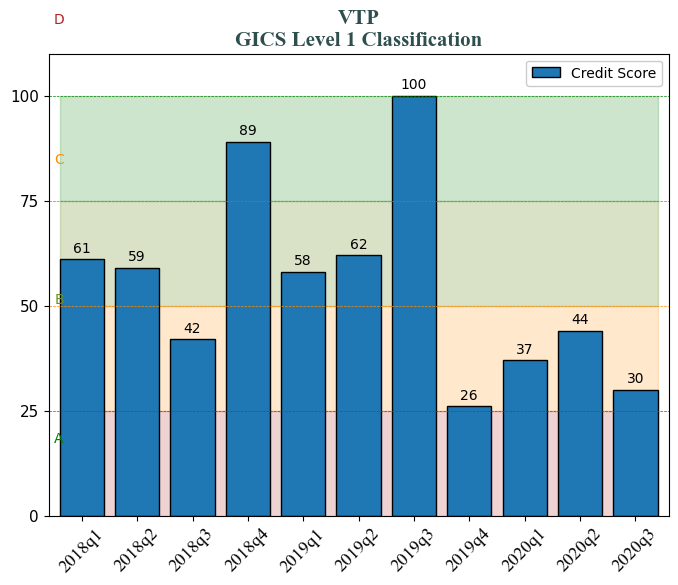 D
VTP
GICS Level 1 Classification
Credit Score
100
100
89
C
75
61
59
58
62
B
50
42
44
37
30
26
25
A
0
2018q1
2018q2
2018q3
2018q4
2019q1
2019q2
2019q3
2019q4
2020q1
2020q2
2020q3